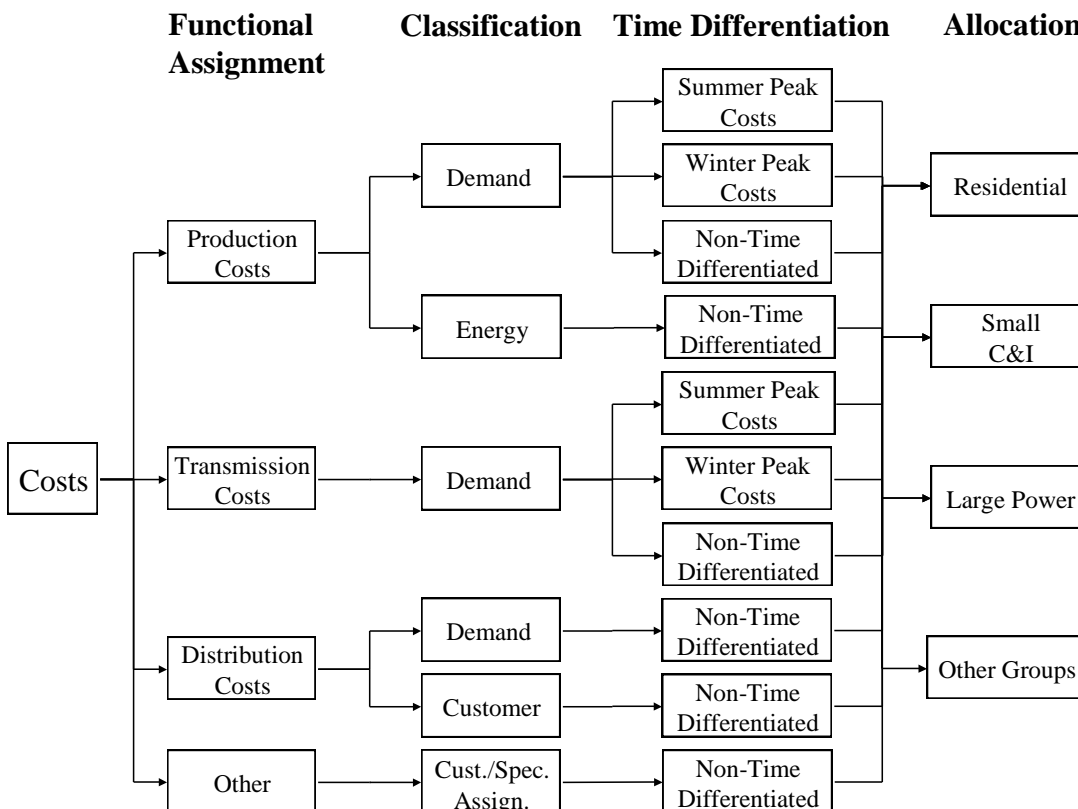 Functional
Assignment
Classification
Time Differentiation
Allocation
Costs
Production
Costs
Transmission
Costs
Distribution
Costs
Other
Demand
Energy
Demand
Demand
Customer
Cust./Spec.
Assign.
Summer Peak
Costs
Winter Peak
Costs
Non-Time
Differentiated
Non-Time
Differentiated
Summer Peak
Costs
Winter Peak
Costs
Non-Time
Differentiated
Non-Time
Differentiated
Non-Time
Differentiated
Non-Time
Differentiated
Residential
Small
C&I
Large Power
Other Groups